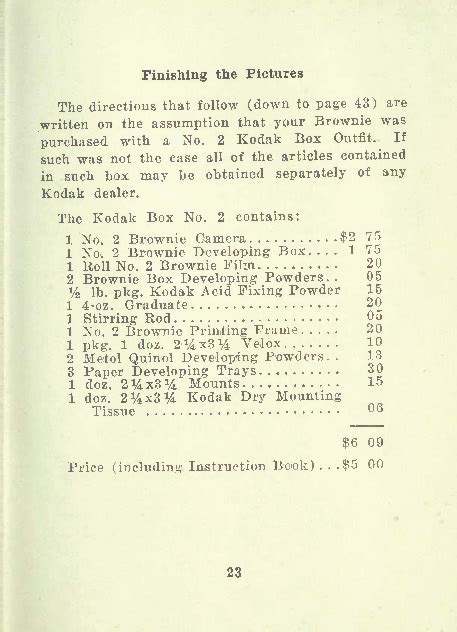 Finishing the Pictures
The directions that follow (down to page 43) are
written on the assumption that your Brownie was
purchased with a No. 2 Kodak Box Outfit. If
such was not the case all of the articles contained
in such box may be obtained separately of any
Kodak dealer.
The Kodak Box No. 2 contains:
1 No. 2 Brownie Camera...........$2 75
1 No. 2 Brownie Developing Box.... 1 75
1 Roll No. 2 Brownie Film.......... 20
2 Brownie Box Developing Powders.. 05
½ lb. pkg. Kodak Acid Fixing Powder 15
1 4-oz. Graduate.................. 20
1 Stirring Rod.................... 05
1 No. 2 Brownie Printing Frame..... 20
1 pkg. 1 doz. 2¼x3¼ Velox....... 10
2 Metol Quinol Developing Powders.. 13
3 Paper Developing Trays.......... 30
1 doz. 2¼x3¼ Mounts............ 15
1 doz. 2¼x3¼ Kodak Dry Mounting
Tissue ....................... 06
$6 09
Price (including Instruction Book)...$5 00
23